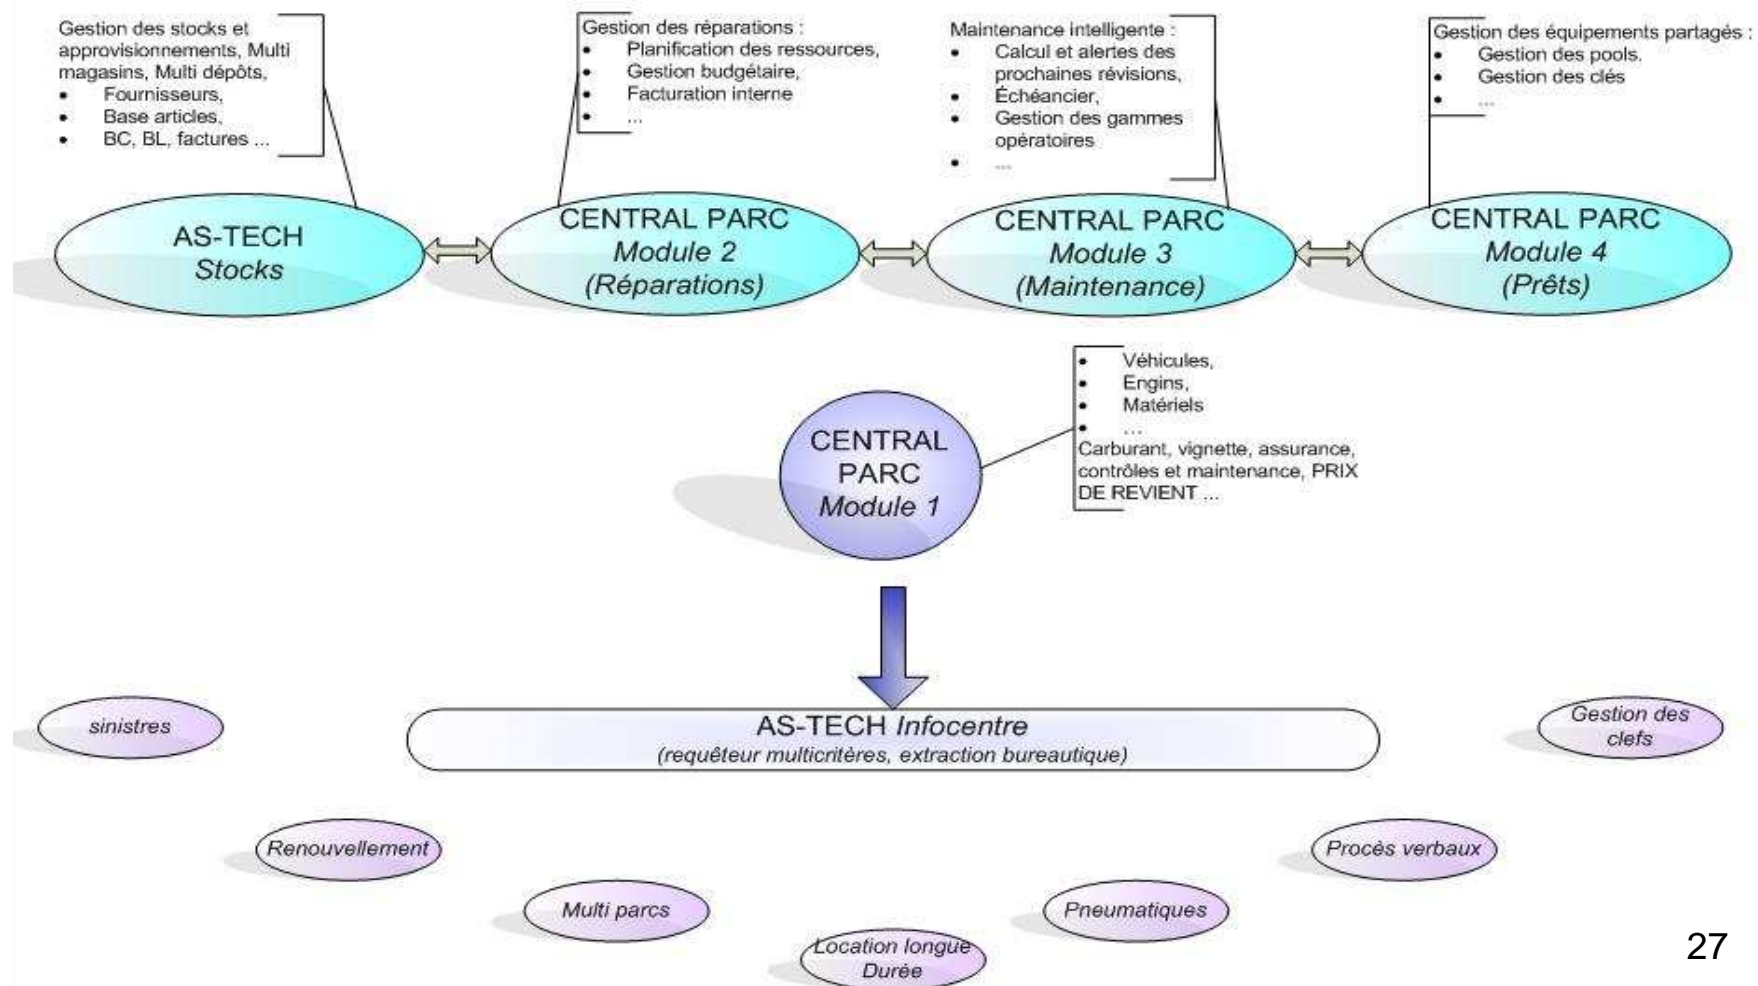 Gestion des stocks et
approvisionnements, Multi
magasins, Multi dépôts,
• Fournisseurs,
• Base articles,
• BC, BL, factures ...
Gestion des réparations :
• Planification des ressources,
• Gestion budgétaire,
• Facturation interne
• ...
Maintenance intelligente :
• Calcul et alertes des
prochaines révisions,
• Échéancier,
• Gestion des gammes
opératoires
• ...
Gestion des équipements partagés :
• Gestion des pools.
• Gestion des clés
• ...
AS-TECH
Stocks
CENTRAL PARC
Module 2
(Réparations)
CENTRAL PARC
Module 3
(Maintenance)
CENTRAL PARC
Module 4
(Prêts)
• Véhicules,
• Engins,
• Matériels
• ...
Carburant, vignette, assurance,
contrôles et maintenance, PRIX
DE REVIENT ...
CENTRAL
PARC
Module 1
AS-TECH Infocentre
(requêteur multicritères, extraction bureautique)
sinistres
Renouvellement
Multi parcs
Location longue
Durée
Pneumatiques
Procès verbaux
Gestion des
clefs
27